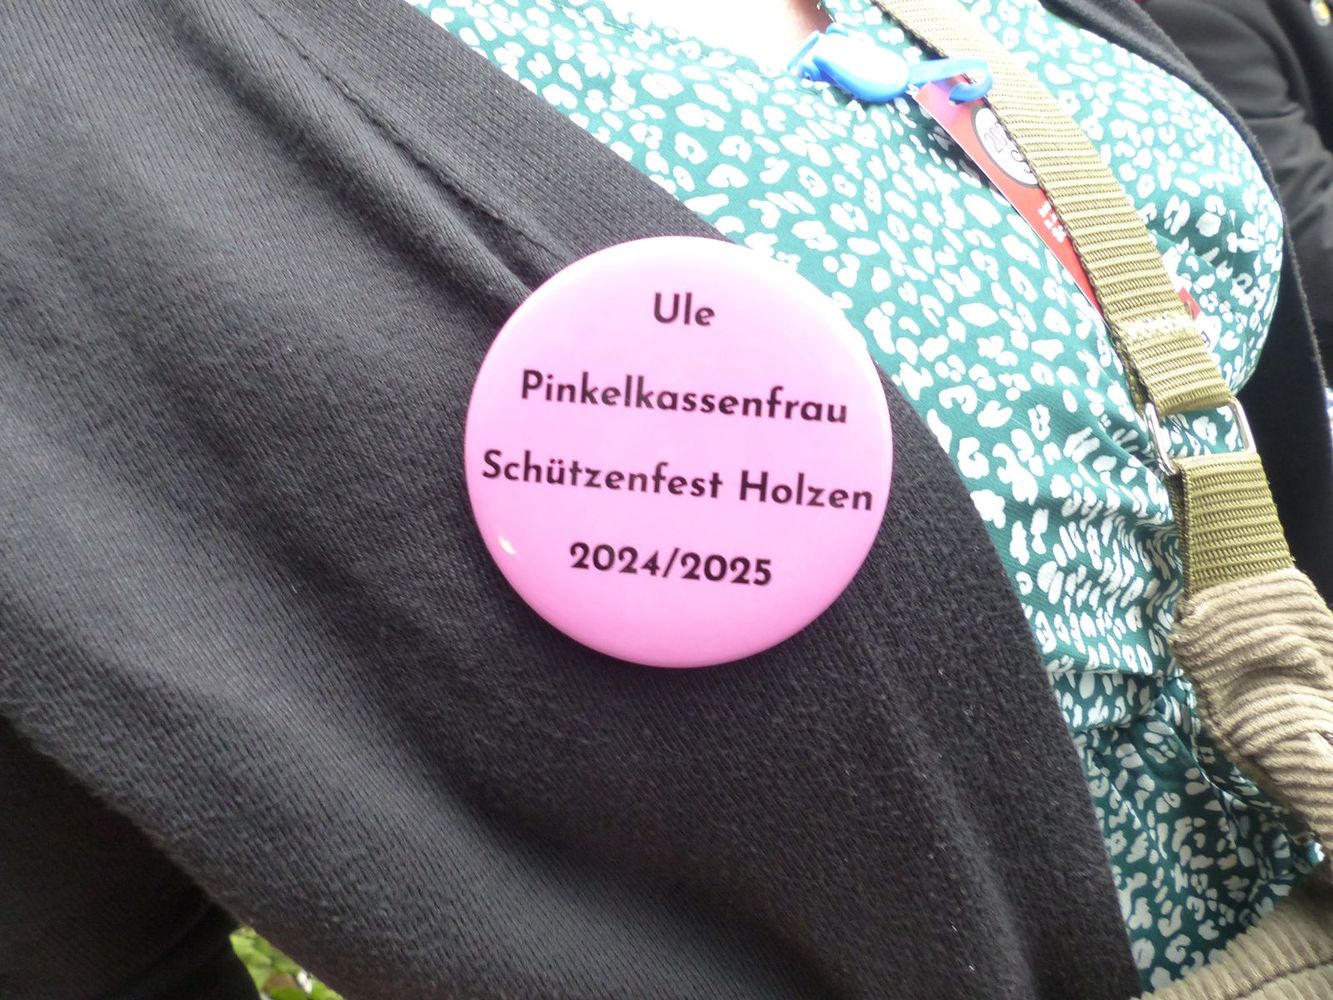 Ule
Pinkelkassenfrau
Schützenfest Holzen
2024/2025